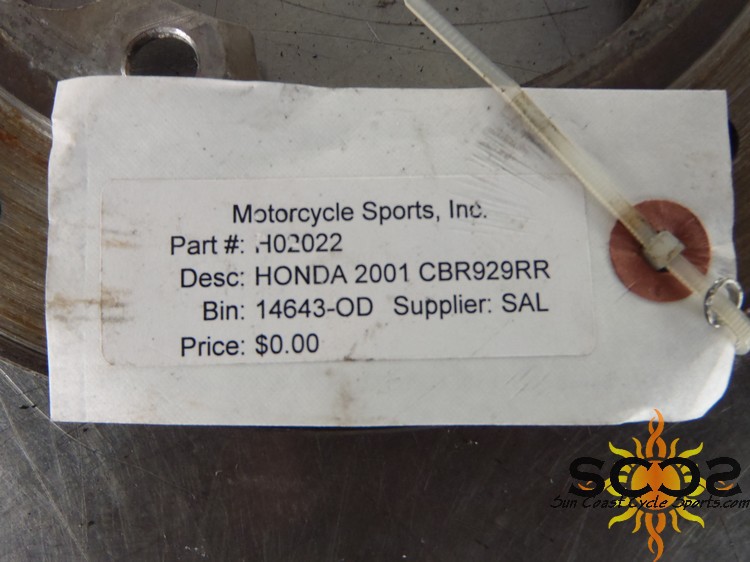 Motorcycle Sports, Inc.
Part #: H02022
Desc: HONDA 2001 CBR929RR
Bin: 14643-OD Supplier: SAL
Price: $0.00
SCCS
Sun Coast Cycle Sports.com